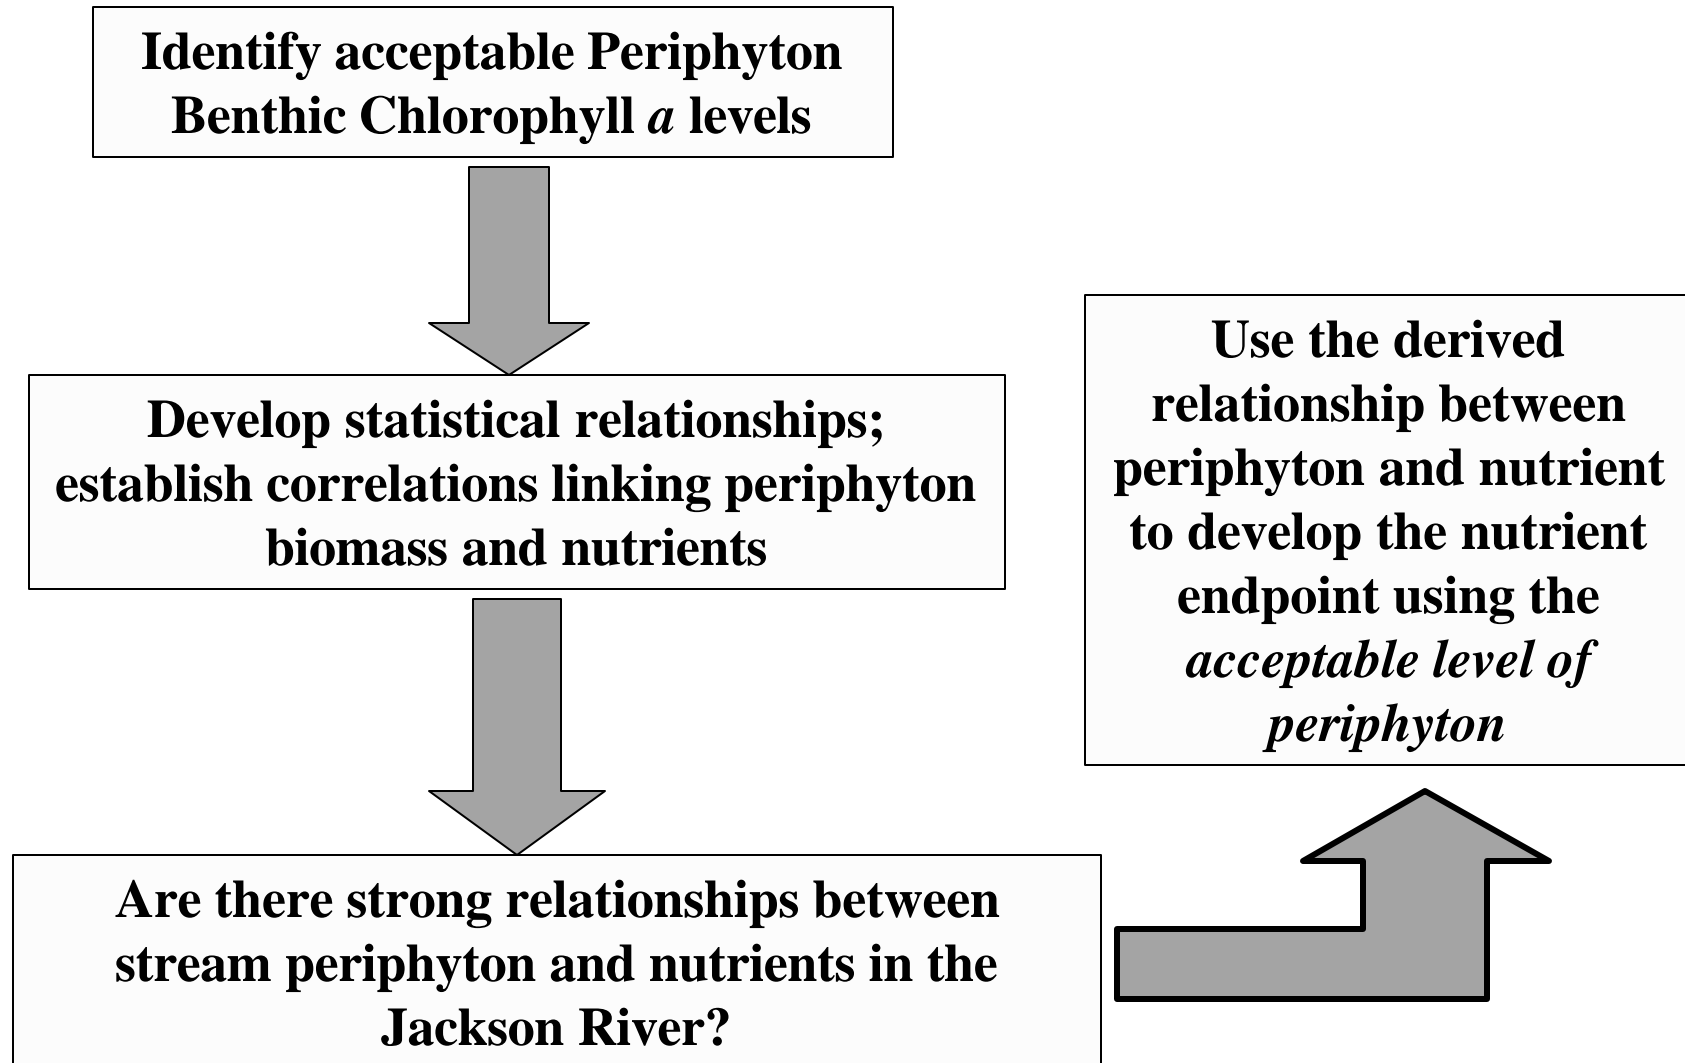 Identify acceptable Periphyton
Benthic Chlorophyll a levels
Develop statistical relationships;
establish correlations linking periphyton
biomass and nutrients
Are there strong relationships between
stream periphyton and nutrients in the
Jackson River?
Use the derived
relationship between
periphyton and nutrient
to develop the nutrient
endpoint using the
acceptable level of
periphyton